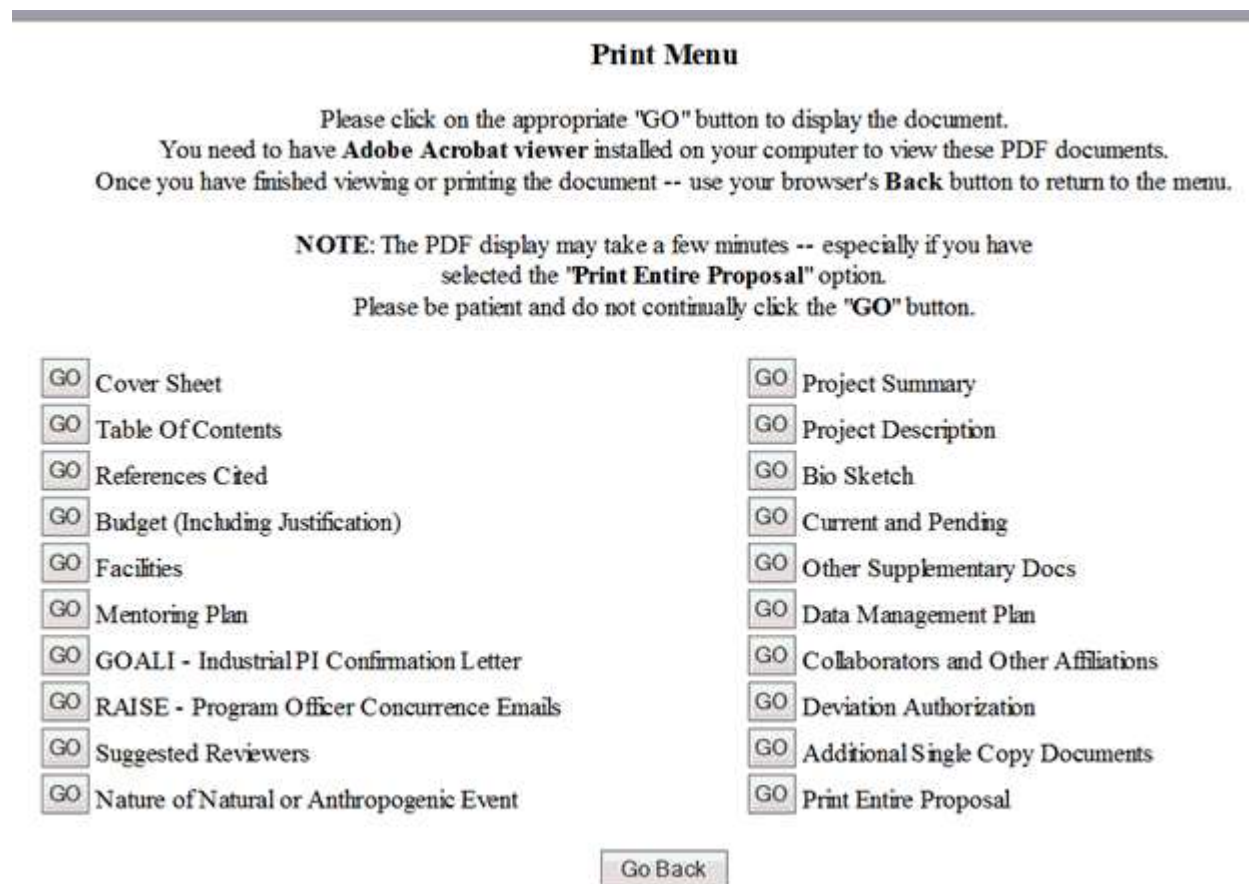 Print Menu
Please click on the appropriate "GO" button to display the document.
You need to have Adobe Acrobat viewer installed on your computer to view these PDF documents.
Once you have finished viewing or printing the document -- use your browser's Back button to return to the menu.
NOTE: The PDF display may take a few minutes -- especially if you have
selected the "Print Entire Proposal" option.
Please be patient and do not continually click the "GO" button.
GO Cover Sheet
GO Table Of Contents
GO References Cited
GO Budget (Including Justification)
GO Facilities
GO Mentoring Plan
GO GOALI - Industrial PI Confirmation Letter
GO RAISE - Program Officer Concurrence Emails
GO Suggested Reviewers
GO Nature of Natural or Anthropogenic Event
GO Project Summary
GO Project Description
GO Bio Sketch
GO Current and Pending
GO Other Supplementary Docs
GO Data Management Plan
GO Collaborators and Other Affiliations
GO Deviation Authorization
GO Additional Single Copy Documents
GO Print Entire Proposal
Go Back